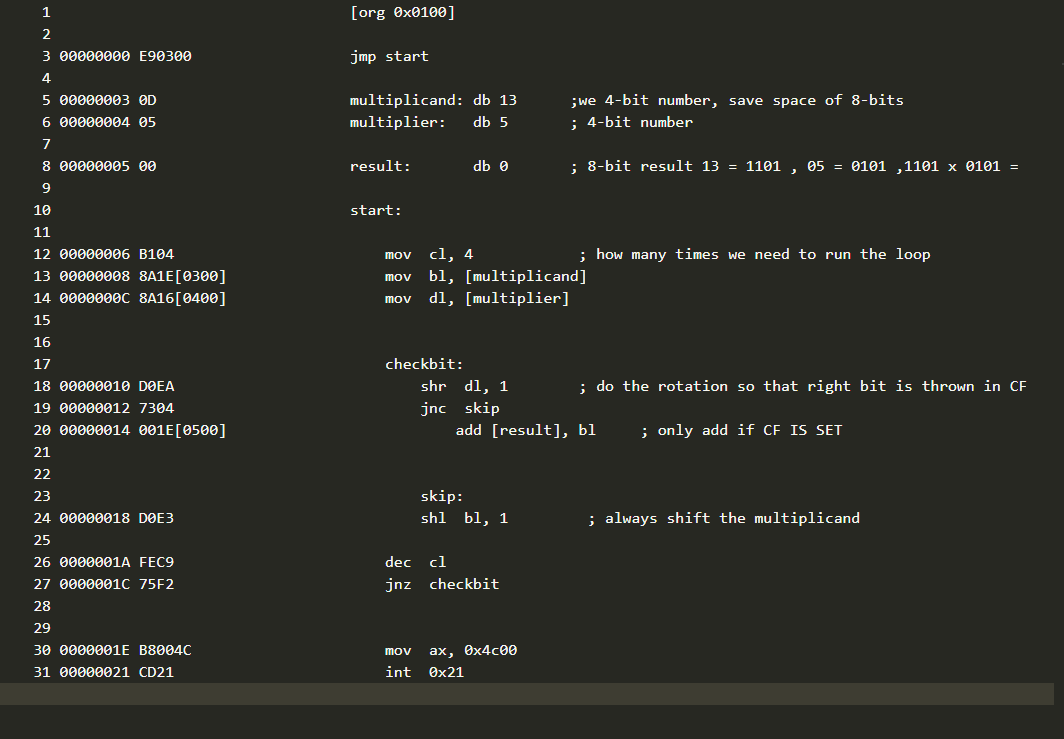 1 [org 0x0100]
2
3 00000000 E90300 jmp start
4
5 00000003 0D multiplicand: db 13 ;we 4-bit number, save space of 8-bits
6 00000004 05 multiplier: db 5 ; 4-bit number
7
8 00000005 00 result: db 0 ; 8-bit result 13 = 1101 , 05 = 0101 ,1101 x 0101 =
9
10 start:
11
12 00000006 B104 mov cl, 4 ; how many times we need to run the loop
13 00000008 8A1E[0300] mov bl, [multiplicand]
14 0000000C 8A16[0400] mov dl, [multiplier]
15
16
17 checkbit:
18 00000010 D0EA shr dl, 1 ; do the rotation so that right bit is thrown in CF
19 00000012 7304 jnc skip
20 00000014 001E[0500] add [result], bl ; only add if CF IS SET
21
22
23 skip:
24 00000018 D0E3 shl bl, 1 ; always shift the multiplicand
25
26 0000001A FEC9 dec cl
27 0000001C 75F2 jnz checkbit
28
29
30 0000001E B8004C mov ax, 0x4c00
31 00000021 CD21 int 0x21